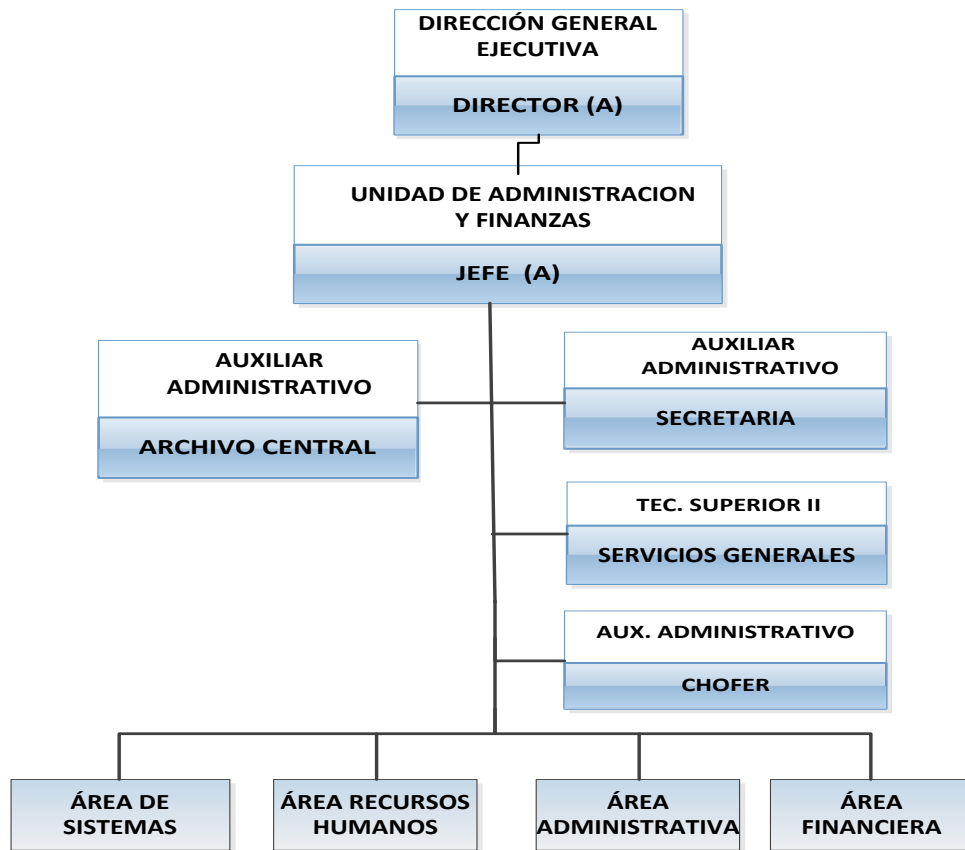 DIRECCIÓN GENERAL
EJECUTIVA
DIRECTOR (A)
UNIDAD DE ADMINISTRACION
Y FINANZAS
JEFE (A)
AUXILIAR
ADMINISTRATIVO
ARCHIVO CENTRAL
AUXILIAR
ADMINISTRATIVO
SECRETARIA
TEC. SUPERIOR II
SERVICIOS GENERALES
AUX. ADMINISTRATIVO
CHOFER
ÁREA DE
SISTEMAS
ÁREA RECURSOS
HUMANOS
ÁREA
ADMINISTRATIVA
ÁREA
FINANCIERA